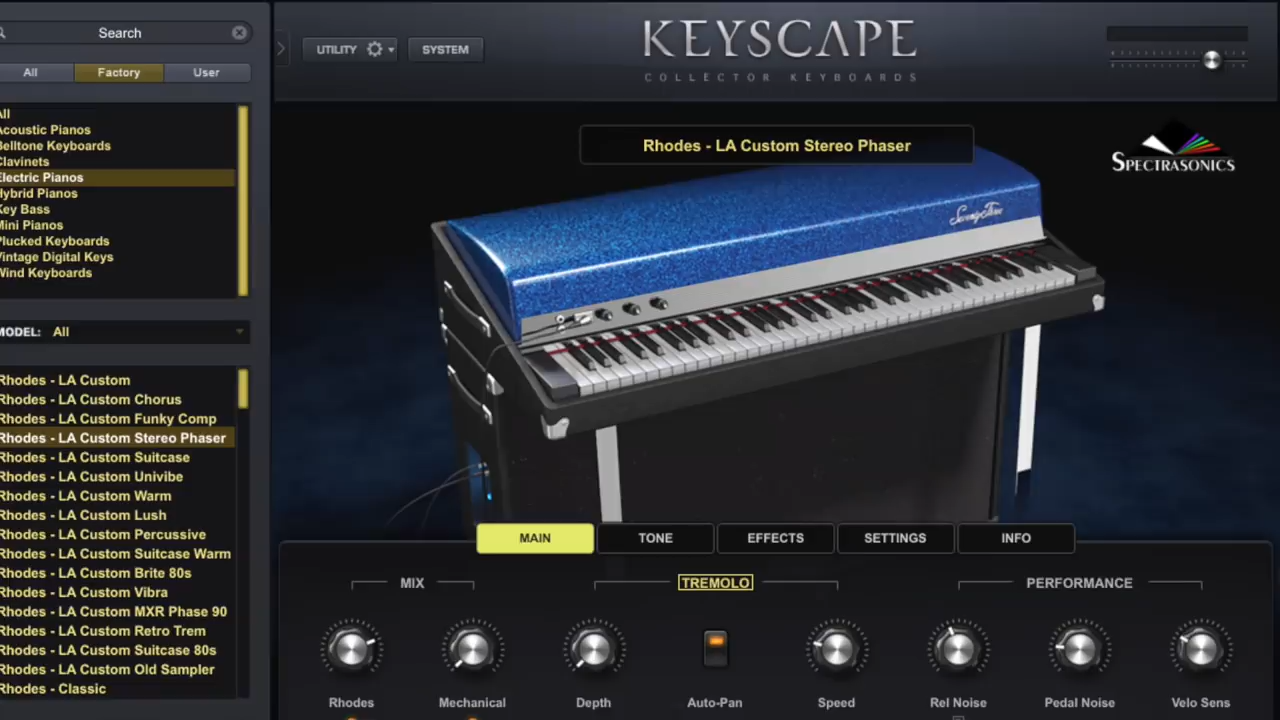 Search
All
Factory
User
All
Acoustic Pianos
Belltone Keyboards
Clavinets
Electric Pianos
Hybrid Pianos
Key Bass
Mini Pianos
Plucked Keyboards
Vintage Digital Keys
Wind Keyboards
MODEL: All
Rhodes - LA Custom
Rhodes - LA Custom Chorus
Rhodes - LA Custom Funky Comp
Rhodes - LA Custom Stereo Phaser
Rhodes - LA Custom Suitcase
Rhodes - LA Custom Univibe
Rhodes - LA Custom Warm
Rhodes - LA Custom Lush
Rhodes - LA Custom Percussive
Rhodes - LA Custom Suitcase Warm
Rhodes - LA Custom Brite 80s
Rhodes - LA Custom Vibra
Rhodes - LA Custom MXR Phase 90
Rhodes - LA Custom Retro Trem
Rhodes - LA Custom Suitcase 80s
Rhodes - LA Custom Old Sampler
Rhodes - Classic
UTILITY
SYSTEM
KEYSCAPE
COLLECTOR KEYBOARDS
Rhodes - LA Custom Stereo Phaser
SPECTRASONICS
MAIN
TONE
EFFECTS
SETTINGS
INFO
MIX
TREMOLO
PERFORMANCE
Rhodes
Mechanical
Depth
Auto-Pan
Speed
Rel Noise
Pedal Noise
Velo Sens